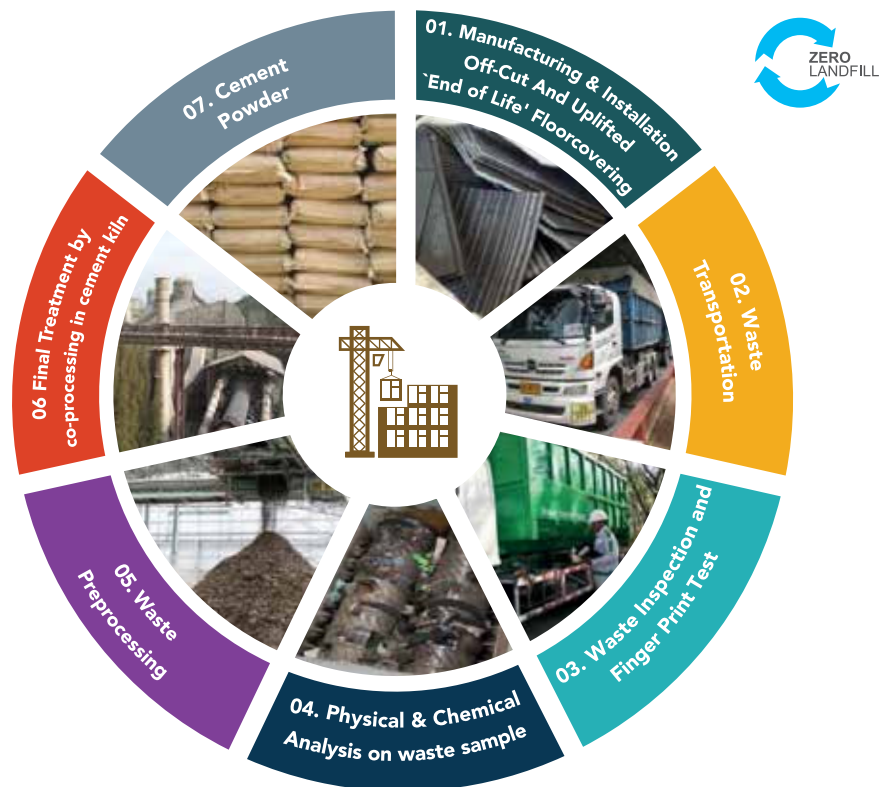 01. Manufacturing & Installation
Off-Cut And Uplifted
`End of Life' Floorcovering
ZERO
LANDFILL
02. Waste
Transportation
03. Waste Inspection and
Finger Print Test
04. Physical & Chemical
Analysis on waste sample
05. Waste
Preprocessing
06 Final Treatment by
co-processing in cement kiln
07. Cement
Powder